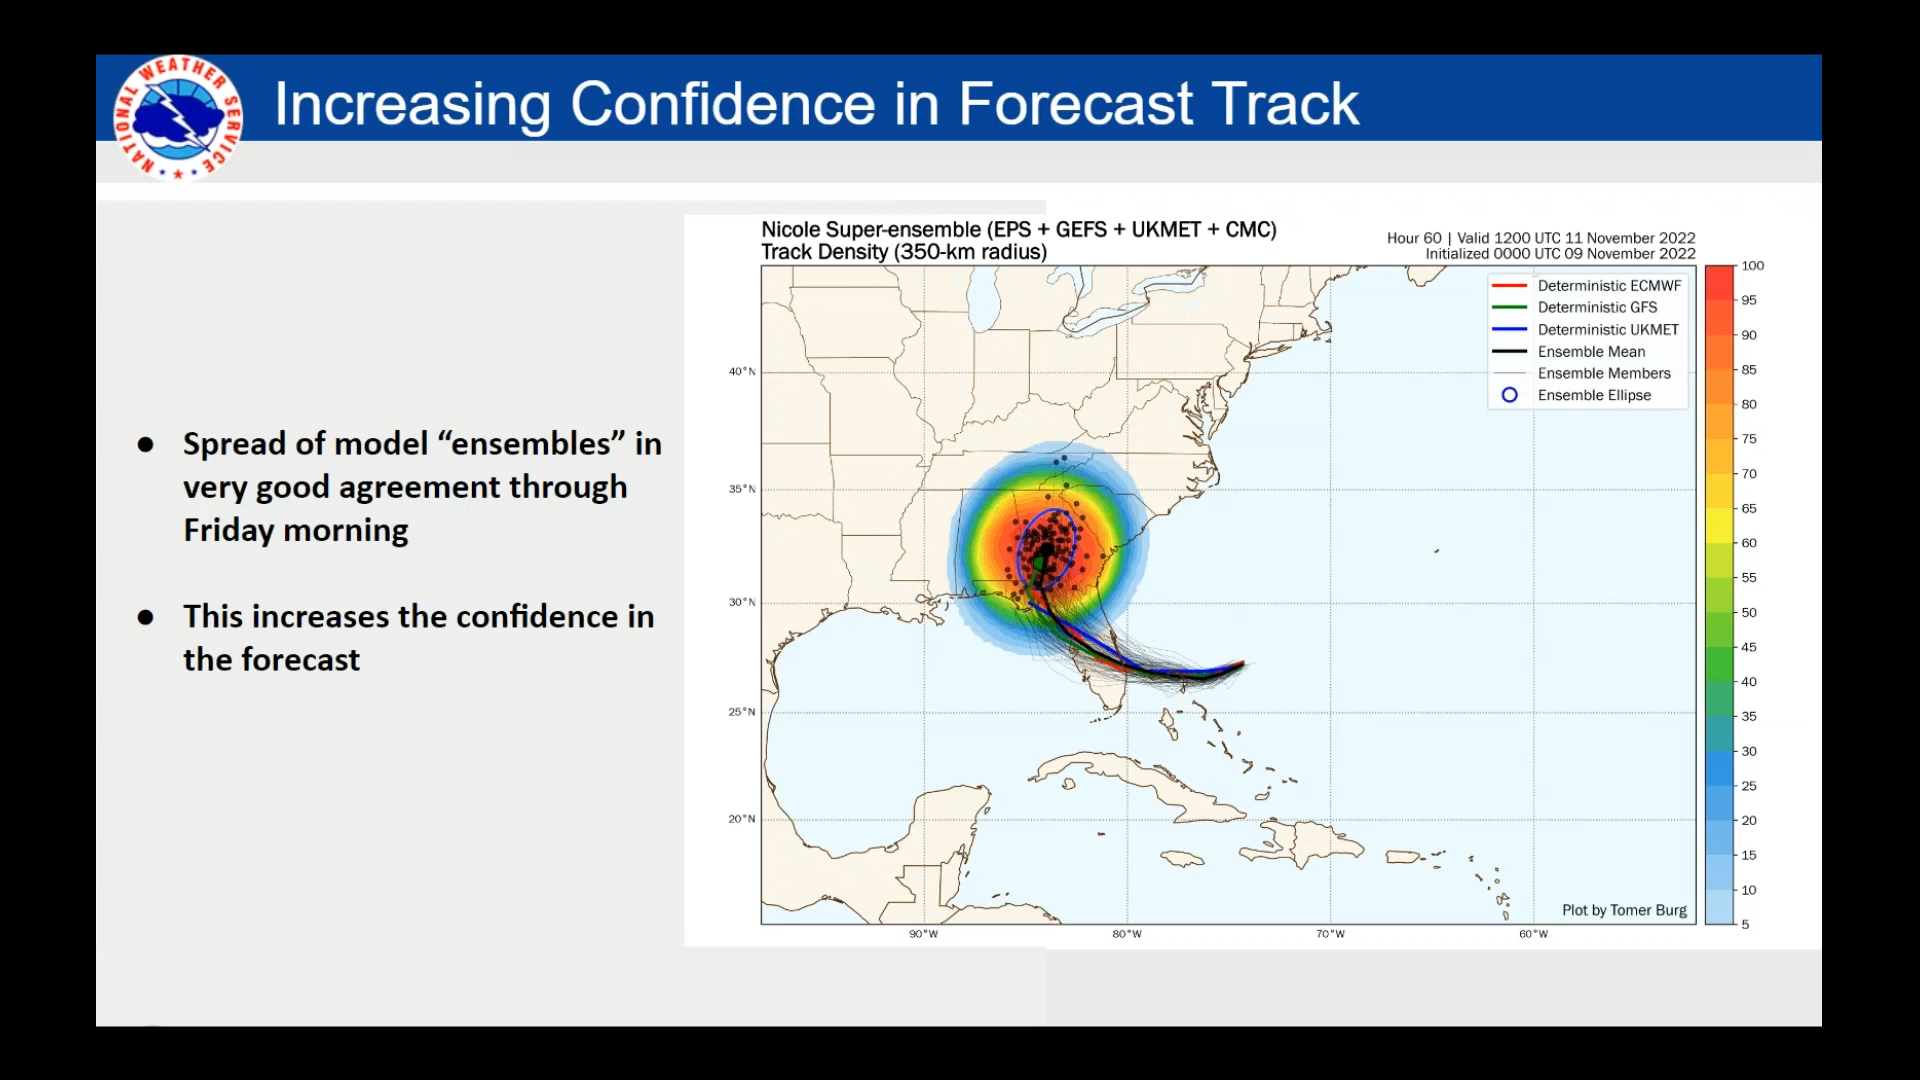 NATIONAL WEATHER SERVICE
Increasing Confidence in Forecast Track
● Spread of model “ensembles” in
very good agreement through
Friday morning
● This increases the confidence in
the forecast
Nicole Super-ensemble (EPS + GEFS + UKMET + CMC)
Track Density (350-km radius)
Hour 60 | Valid 1200 UTC 11 November 2022
Initialized 0000 UTC 09 November 2022
Deterministic ECMWF
Deterministic GFS
Deterministic UKMET
Ensemble Mean
Ensemble Members
Ensemble Ellipse
40°N
35°N
30°N
25°N
20°N
90°W
80°W
70°W
60°W
Plot by Tomer Burg
100
95
90
85
80
75
70
65
60
55
50
45
40
35
30
25
20
15
10
5